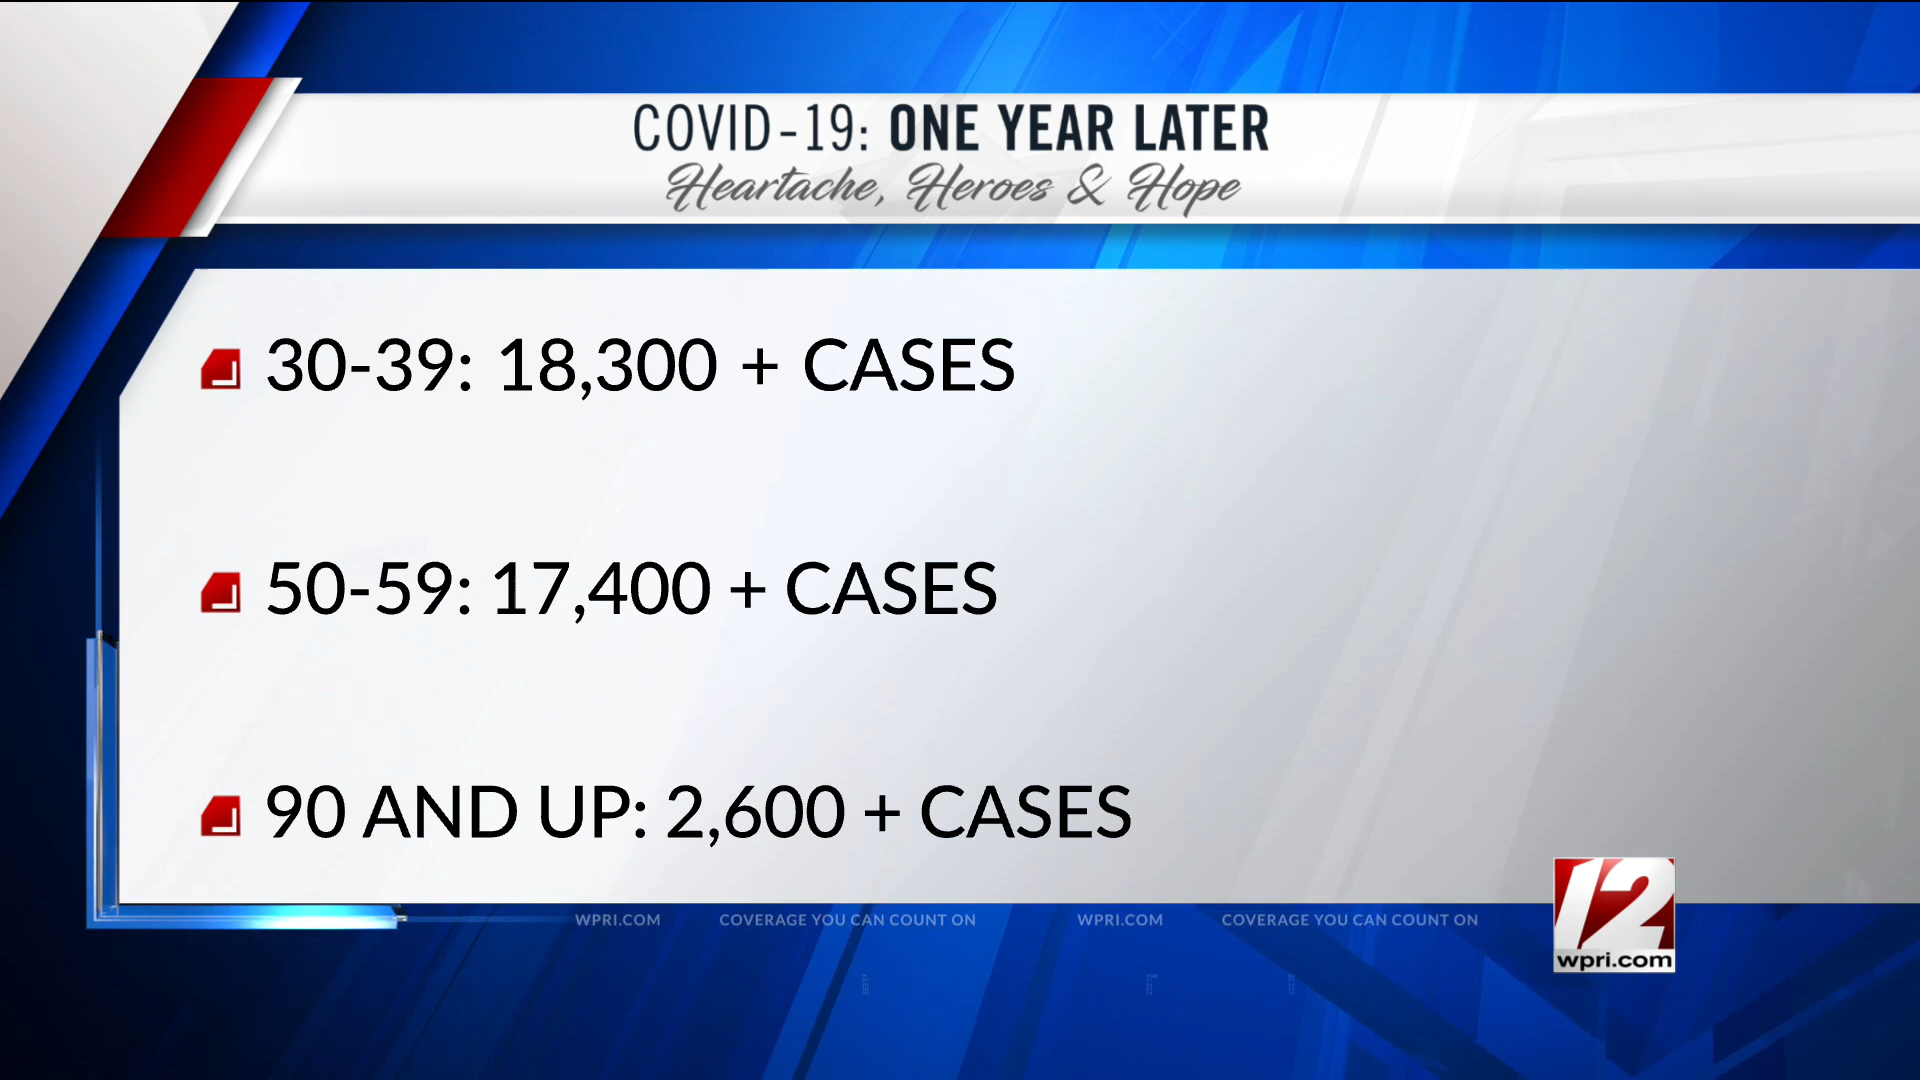 COVID-19: ONE YEAR LATER
Heartache, Heroes & Hope
30-39: 18,300 + CASES
50-59: 17,400 + CASES
90 AND UP: 2,600 + CASES
WPRI.COM COVERAGE YOU CAN COUNT ON WPRI.COM COVERAGE YOU CAN COUNT ON
12
wpri.com